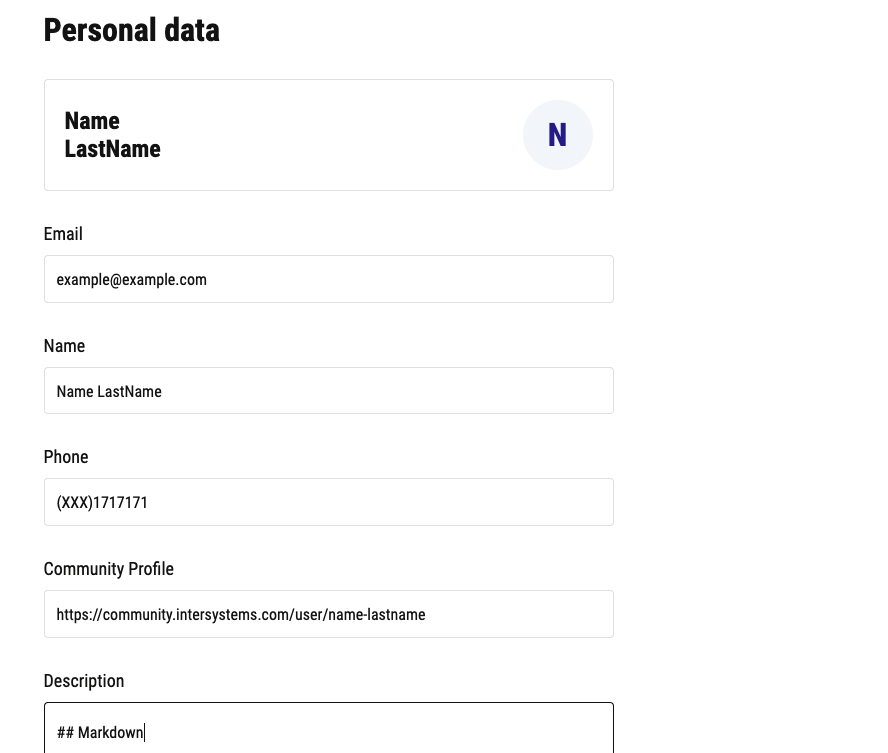 Personal data
Name
LastName
N
Email
example@example.com
Name
Name LastName
Phone
(XXX)1717171
Community Profile
https://community.intersystems.com/user/name-lastname
Description
## Markdown